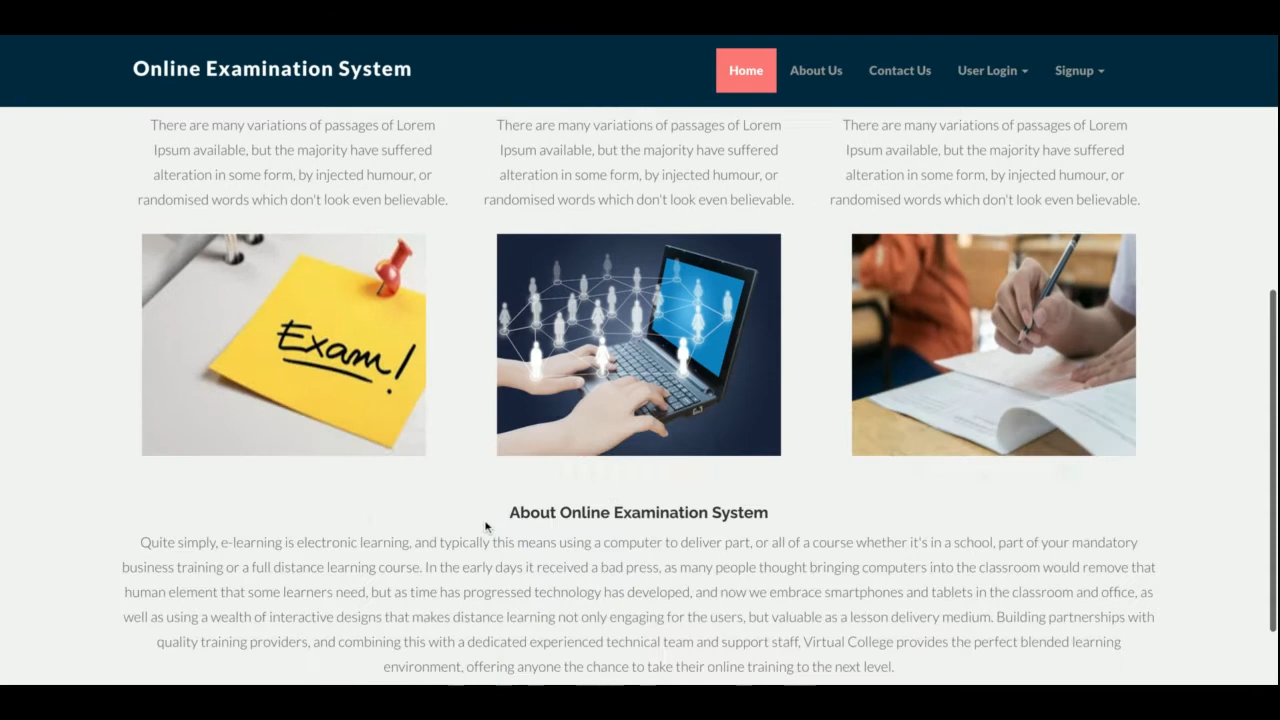 Online Examination System
Home About Us Contact Us User Login Signup
There are many variations of passages of Lorem
Ipsum available, but the majority have suffered
alteration in some form, by injected humour, or
randomised words which don't look even believable.
There are many variations of passages of Lorem
Ipsum available, but the majority have suffered
alteration in some form, by injected humour, or
randomised words which don't look even believable.
There are many variations of passages of Lorem
Ipsum available, but the majority have suffered
alteration in some form, by injected humour, or
randomised words which don't look even believable.
Exam!
About Online Examination System
Quite simply, e-learning is electronic learning, and typically this means using a computer to deliver part, or all of a course whether it's in a school, part of your mandatory
business training or a full distance learning course. In the early days it received a bad press, as many people thought bringing computers into the classroom would remove that
human element that some learners need, but as time has progressed technology has developed, and now we embrace smartphones and tablets in the classroom and office, as
well as using a wealth of interactive designs that makes distance learning not only engaging for the users, but valuable as a lesson delivery medium. Building partnerships with
quality training providers, and combining this with a dedicated experienced technical team and support staff, Virtual College provides the perfect blended learning
environment, offering anyone the chance to take their online training to the next level.